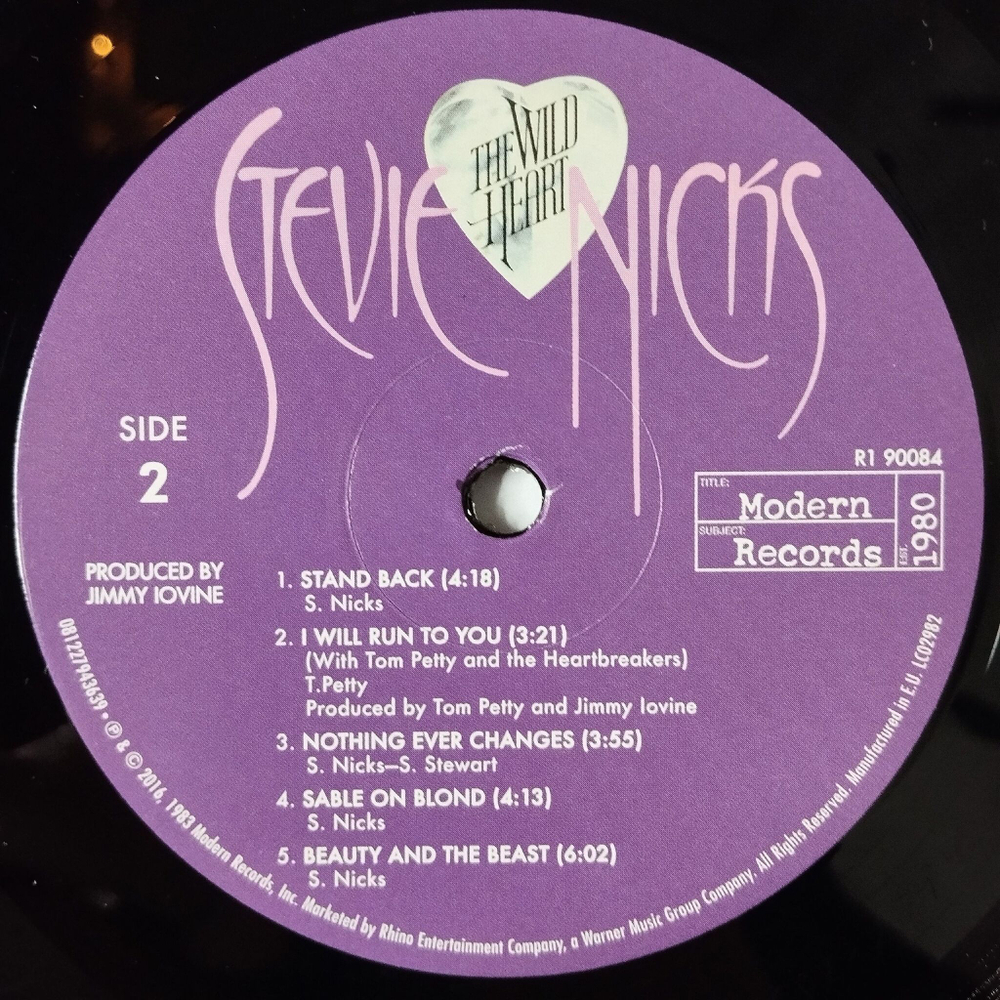 THE WILD
HEART
STEVIE NICKS
SIDE
2
R1 90084
TITLE:
Modern
SUBJECT:
Records
EST.
1980
PRODUCED BY
JIMMY IOVINE
1. STAND BACK (4:18)
S. Nicks
2. I WILL RUN TO YOU (3:21)
(With Tom Petty and the Heartbreakers)
T.Petty
Produced by Tom Petty and Jimmy Iovine
3. NOTHING EVER CHANGES (3:55)
S. Nicks–S. Stewart
4. SABLE ON BLOND (4:13)
S. Nicks
5. BEAUTY AND THE BEAST (6:02)
S. Nicks
081227943639 • ℗ & © 2016, 1983 Modern Records, Inc. Marketed by Rhino Entertainment Company, a Warner Music Group Company. All Rights Reserved. Manufactured in E.U. LC02982